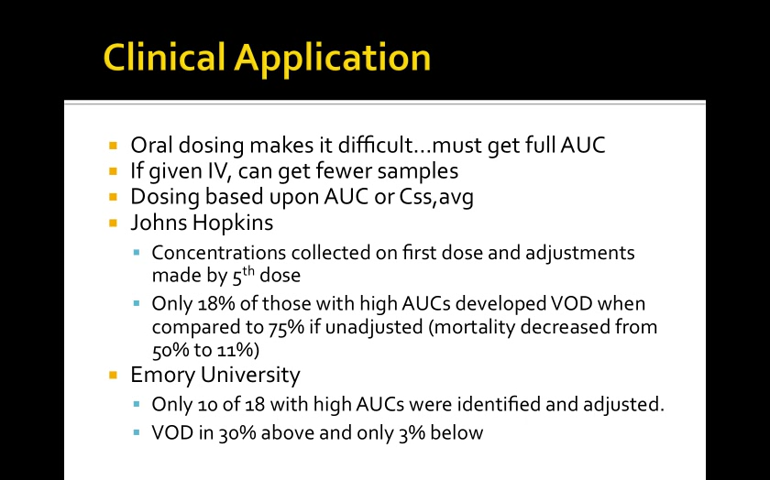 Clinical Application
Oral dosing makes it difficult...must get full AUC
If given IV, can get fewer samples
Dosing based upon AUC or Css,avg
Johns Hopkins
Concentrations collected on first dose and adjustments
made by 5th dose
Only 18% of those with high AUCs developed VOD when
compared to 75% if unadjusted (mortality decreased from
50% to 11%)
Emory University
Only 10 of 18 with high AUCs were identified and adjusted.
VOD in 30% above and only 3% below